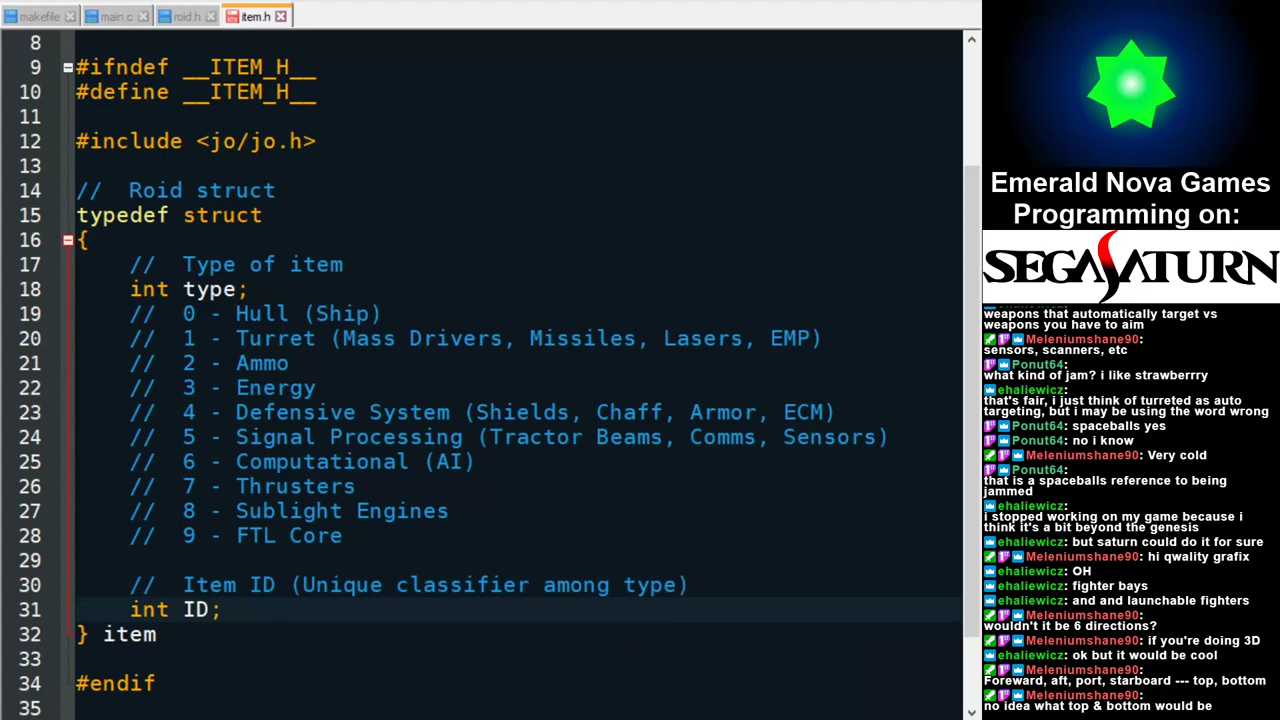 makefile
main.c
roid.h
item.h
8
9 #ifndef __ITEM_H__
10 #define __ITEM_H__
11
12 #include <jo/jo.h>
13
14 //  Roid struct
15 typedef struct
16 {
17 //  Type of item
18 int type;
19 //  0 - Hull (Ship)
20 //  1 - Turret (Mass Drivers, Missiles, Lasers, EMP)
21 //  2 - Ammo
22 //  3 - Energy
23 //  4 - Defensive System (Shields, Chaff, Armor, ECM)
24 //  5 - Signal Processing (Tractor Beams, Comms, Sensors)
25 //  6 - Computational (AI)
26 //  7 - Thrusters
27 //  8 - Sublight Engines
28 //  9 - FTL Core
29
30 //  Item ID (Unique classifier among type)
31 int ID;
32 } item
33
34 #endif
35
Emerald Nova Games
Programming on:
SEGA SATURN
weapons that automatically target vs
weapons you have to aim
Meleniumshane90:
sensors, scanners, etc
Ponut64:
what kind of jam? i like strawberrry
ehaliewicz:
that's fair, i just think of turreted as auto
targeting, but i may be using the word wrong
Ponut64: spaceballs yes
Ponut64: no i know
Meleniumshane90: Very cold
Ponut64:
that is a spaceballs reference to being
jammed
ehaliewicz:
i stopped working on my game because i
think it's a bit beyond the genesis
ehaliewicz: but saturn could do it for sure
Meleniumshane90: hi qwality grafix
ehaliewicz: OH
ehaliewicz: fighter bays
ehaliewicz: and and launchable fighters
Meleniumshane90:
wouldn't it be 6 directions?
Meleniumshane90: if you're doing 3D
ehaliewicz: ok but it would be cool
Meleniumshane90:
Foreward, aft, port, starboard --- top, bottom
Meleniumshane90:
no idea what top & bottom would be